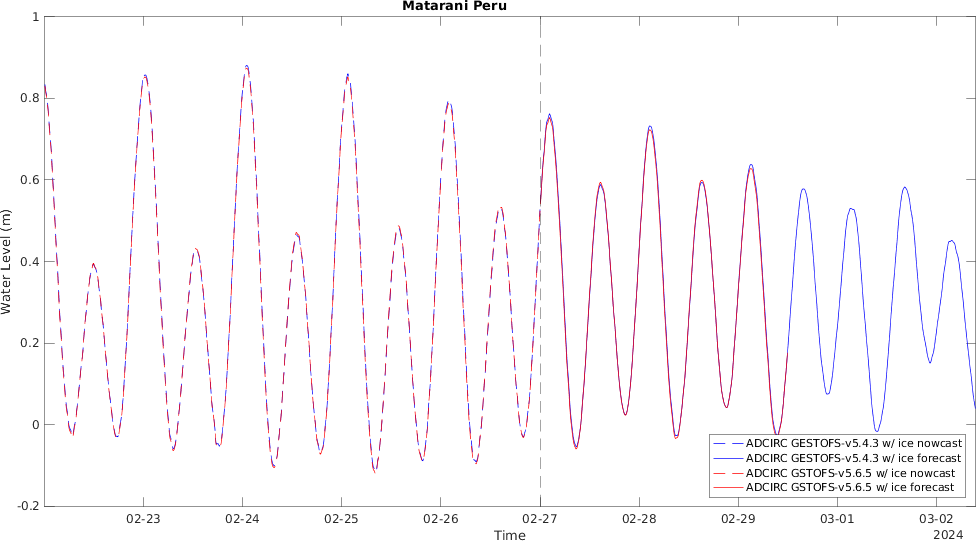 Matarani Peru
Water Level (m)
1
0.8
0.6
0.4
0.2
0
-0.2
ADCIRC GESTOFS-v5.4.3 w/ ice nowcast
ADCIRC GESTOFS-v5.4.3 w/ ice forecast
ADCIRC GSTOFS-v5.6.5 w/ ice nowcast
ADCIRC GSTOFS-v5.6.5 w/ ice forecast
02-23 02-24 02-25 02-26 02-27 02-28 02-29 03-01 03-02
2024
Time